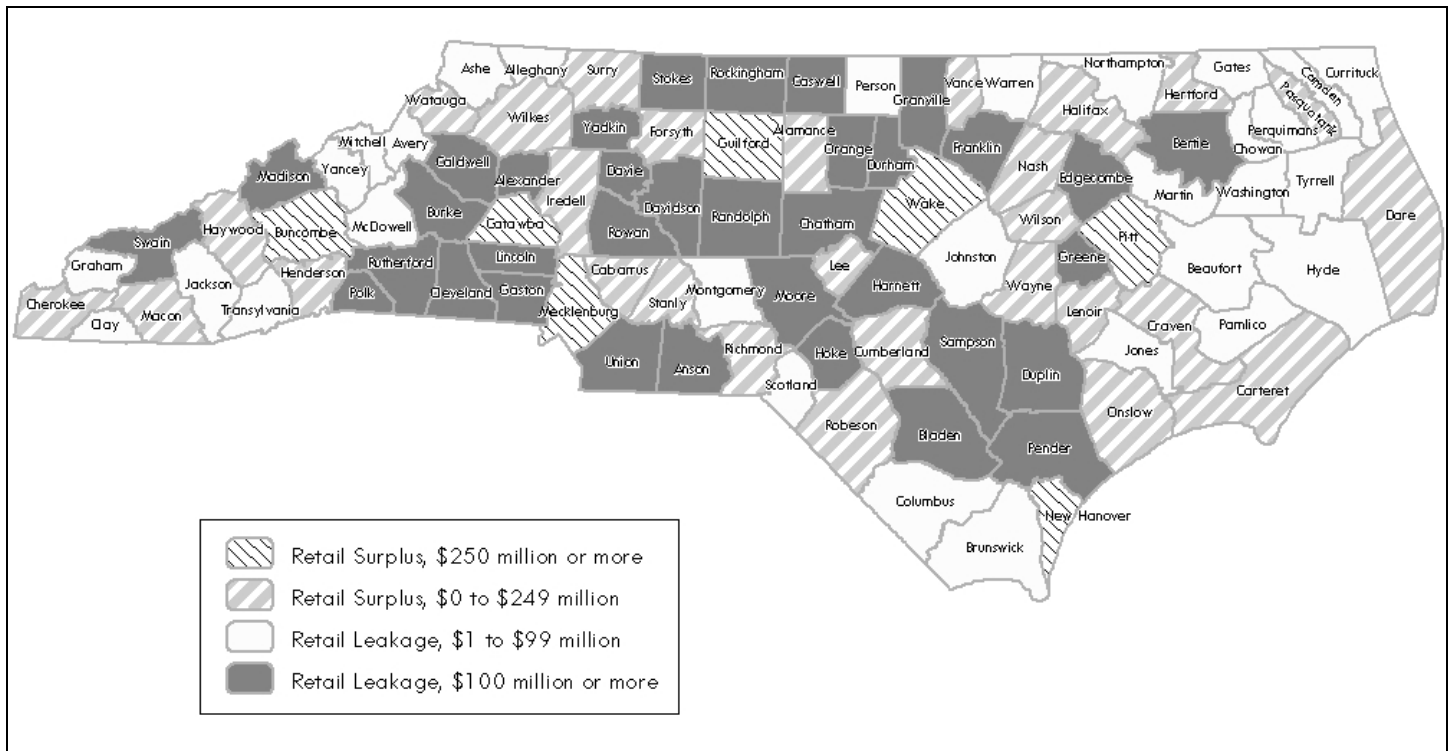 Ashe
Alleghany
Surry
Stokes
Rockingham
Caswell
Person
Granville
Vance
Warren
Northampton
Gates
Camden
Currituck
Pasquotank
Hertford
Halifax
Watauga
Wilkes
Yadkin
Forsyth
Guilford
Alamance
Orange
Durham
Franklin
Nash
Edgecombe
Bertie
Perquimans
Chowan
Mitchell
Avery
Yancey
Caldwell
Alexander
Davie
Iredell
Madison
Burke
Catawba
Rowan
Davidson
Randolph
Chatham
Wake
Wilson
Martin
Washington
Tyrrell
Dare
Swain
Haywood
Buncombe
McDowell
Pitt
Greene
Johnston
Beaufort
Hyde
Graham
Jackson
Henderson
Rutherford
Lincoln
Cabarrus
Lee
Harnett
Wayne
Lenoir
Craven
Pamlico
Cherokee
Clay
Macon
Transylvania
Polk
Cleveland
Gaston
Mecklenburg
Stanly
Montgomery
Moore
Union
Anson
Richmond
Hoke
Cumberland
Sampson
Duplin
Jones
Scotland
Robeson
Bladen
Pender
Onslow
Carteret
Columbus
Brunswick
New Hanover
Retail Surplus, $250 million or more
Retail Surplus, $0 to $249 million
Retail Leakage, $1 to $99 million
Retail Leakage, $100 million or more